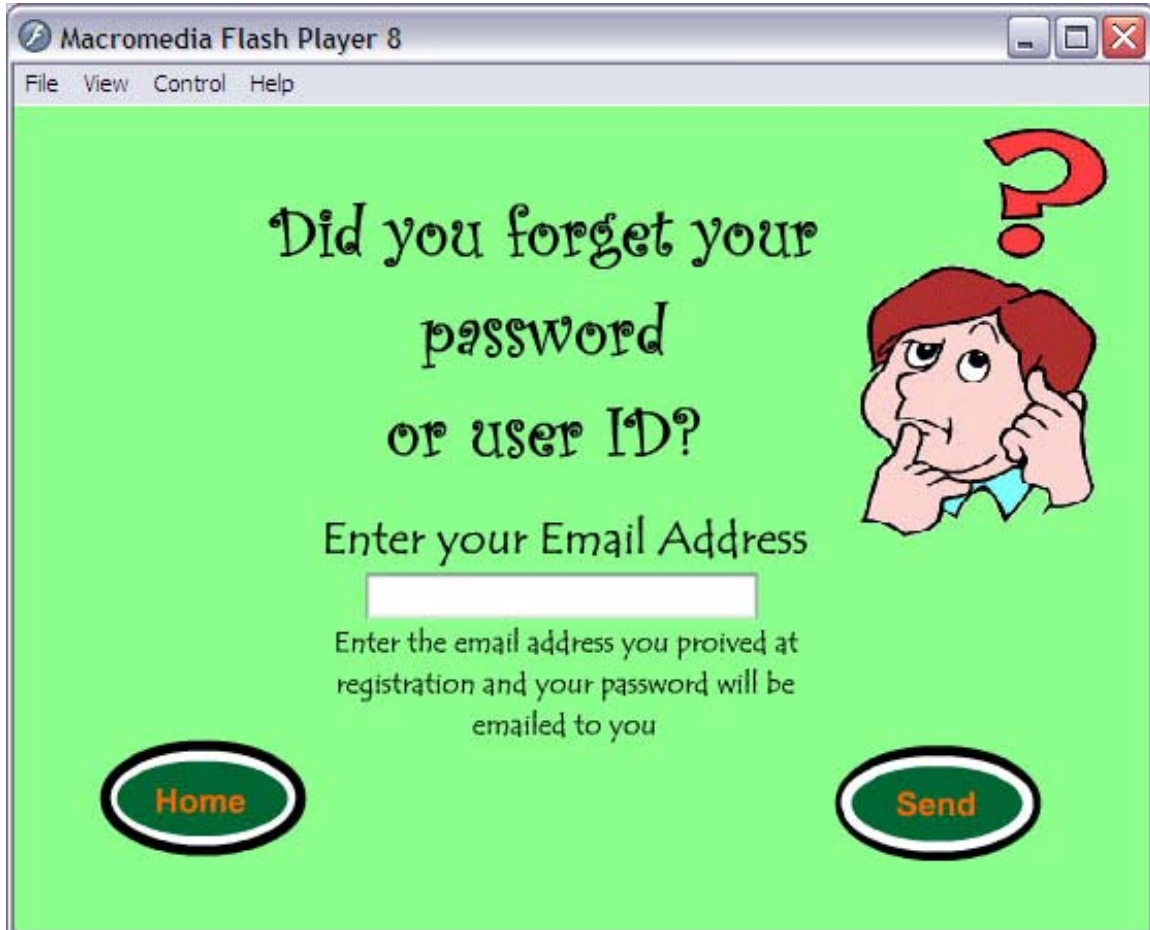 Macromedia Flash Player 8
File View Control Help
?
Did you forget your
password
or user ID?
Enter your Email Address
Enter the email address you proived at
registration and your password will be
emailed to you
Home
Send